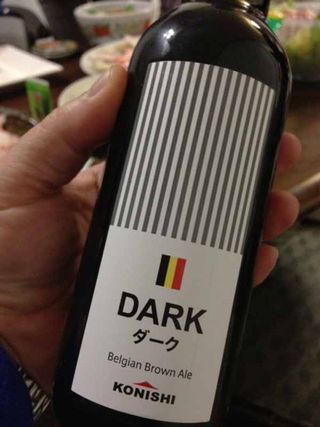 DARK
ダーク
Belgian Brown Ale
KONISHI